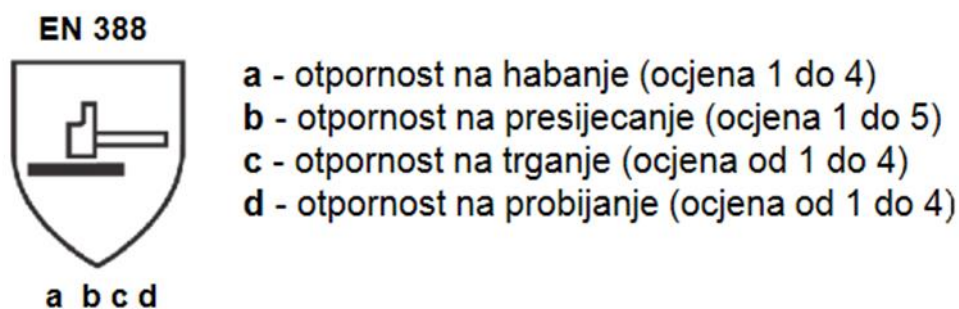 EN 388
a - otpornost na habanje (ocjena 1 do 4)
b - otpornost na presijecanje (ocjena 1 do 5)
c - otpornost na trganje (ocjena od 1 do 4)
d - otpornost na probijanje (ocjena od 1 do 4)
a b c d